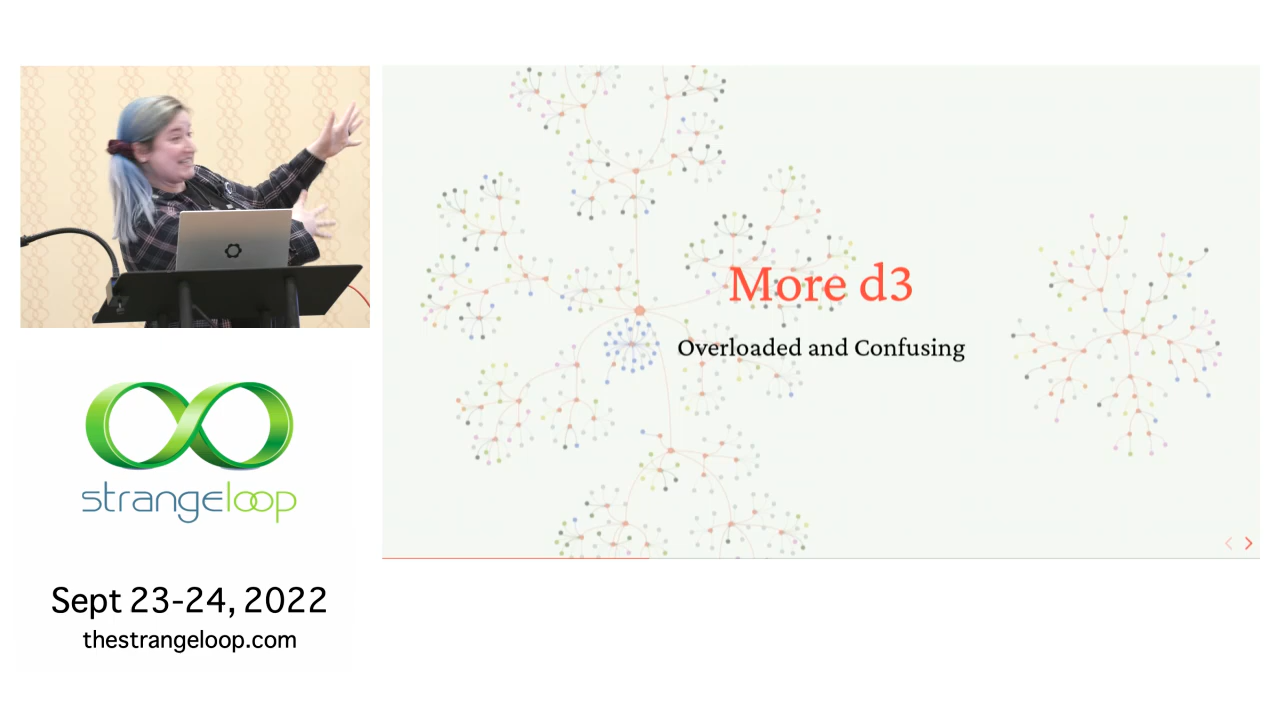 More d3
Overloaded and Confusing
strangeloop
Sept 23-24, 2022
thestrangeloop.com